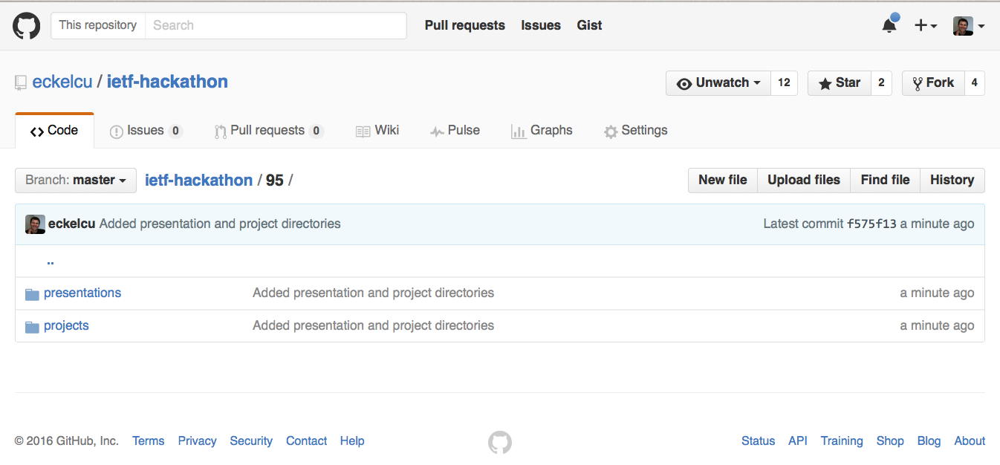 This repository Search Pull requests Issues Gist
eckelcu / ietf-hackathon Unwatch 12 Star 2 Fork 4
Code Issues 0 Pull requests 0 Wiki Pulse Graphs Settings
Branch: master ietf-hackathon / 95 / New file Upload files Find file History
eckelcu Added presentation and project directories Latest commit f575f13 a minute ago
..
presentations Added presentation and project directories a minute ago
projects Added presentation and project directories a minute ago
© 2016 GitHub, Inc. Terms Privacy Security Contact Help Status API Training Shop Blog About